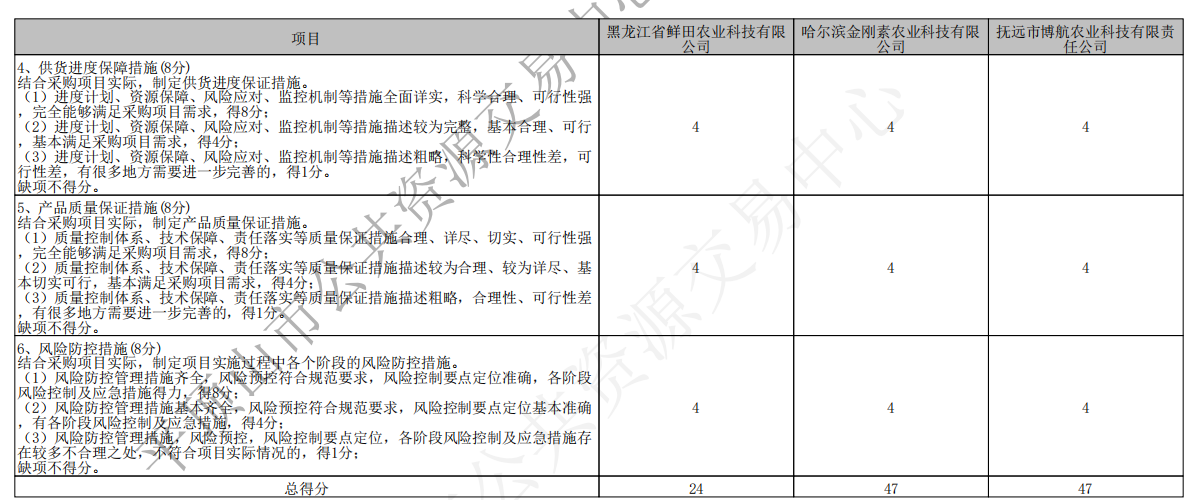 项目
黑龙江省鲜田农业科技有限
公司
哈尔滨金刚素农业科技有限
公司
抚远市博航农业科技有限责
任公司
4、供货进度保障措施(8分)
结合采购项目实际，制定供货进度保证措施。
（1）进度计划、资源保障、风险应对、监控机制等措施全面详实，科学合理、可行性强
，完全能够满足采购项目需求，得8分；
（2）进度计划、资源保障、风险应对、监控机制等措施描述较为完整，基本合理、可行
，基本满足采购项目需求，得4分；
（3）进度计划、资源保障、风险应对、监控机制等措施描述粗略，科学性合理性差，可
行性差，有很多地方需要进一步完善的，得1分。
缺项不得分。
4
4
4
5、产品质量保证措施(8分)
结合采购项目实际，制定产品质量保证措施。
（1）质量控制体系、技术保障、责任落实等质量保证措施合理、详尽、切实、可行性强
，完全能够满足采购项目需求，得8分；
（2）质量控制体系、技术保障、责任落实等质量保证措施描述较为合理、较为详尽、基
本切实可行，基本满足采购项目需求，得4分；
（3）质量控制体系、技术保障、责任落实等质量保证措施描述粗略，合理性、可行性差
，有很多地方需要进一步完善的，得1分。
缺项不得分。
4
4
4
6、风险防控措施(8分)
结合采购项目实际，制定项目实施过程中各个阶段的风险防控措施。
（1）风险防控管理措施齐全，风险预控符合规范要求，风险控制要点定位准确，各阶段
风险控制及应急措施得力，得8分；
（2）风险防控管理措施基本齐全，风险预控符合规范要求，风险控制要点定位基本准确
，有各阶段风险控制及应急措施，得4分；
（3）风险防控管理措施，风险预控，风险控制要点定位，各阶段风险控制及应急措施存
在较多不合理之处，不符合项目实际情况的，得1分；
缺项不得分。
4
4
4
总得分
24
47
47
平顶山市公共资源交易中心
公共资源交易中心